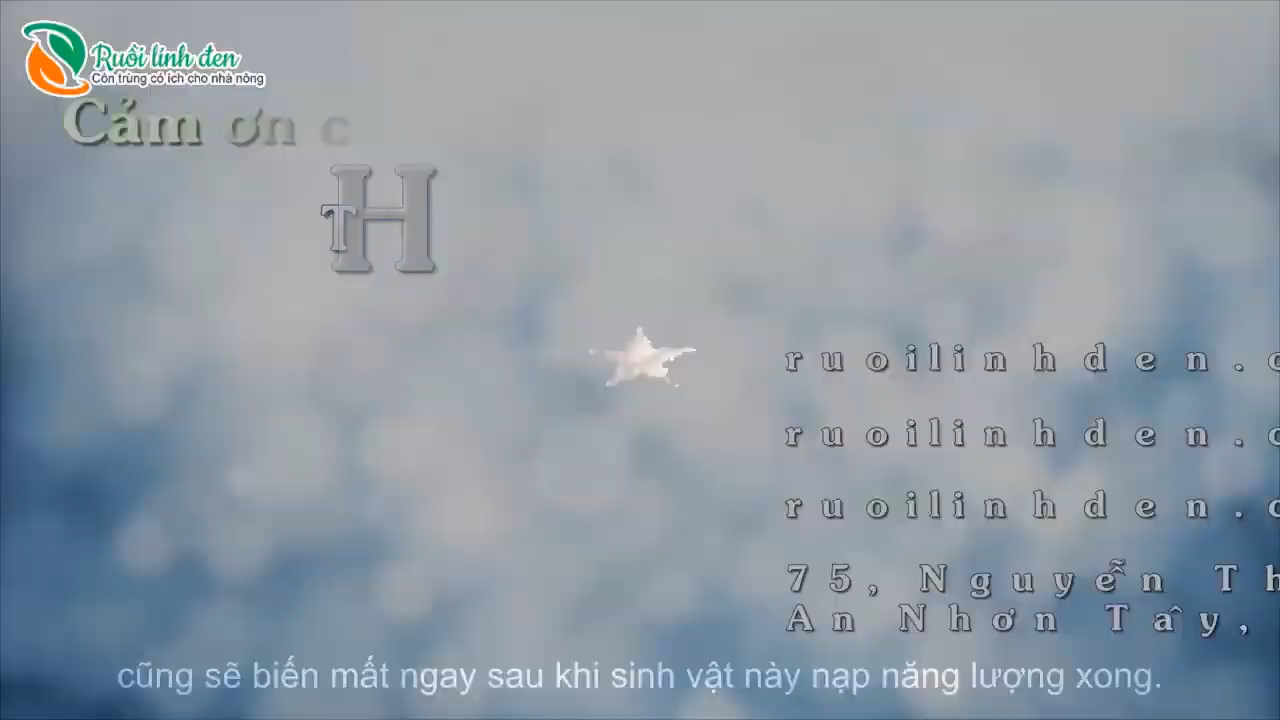 Ruồi lính đen
Côn trùng có ích cho nhà nông
Cảm ơn c
H
T
ruoilinhden.c
ruoilinhden.c
ruoilinhden.c
75, Nguyễn Th
An Nhơn Tây,
cũng sẽ biến mất ngay sau khi sinh vật này nạp năng lượng xong.